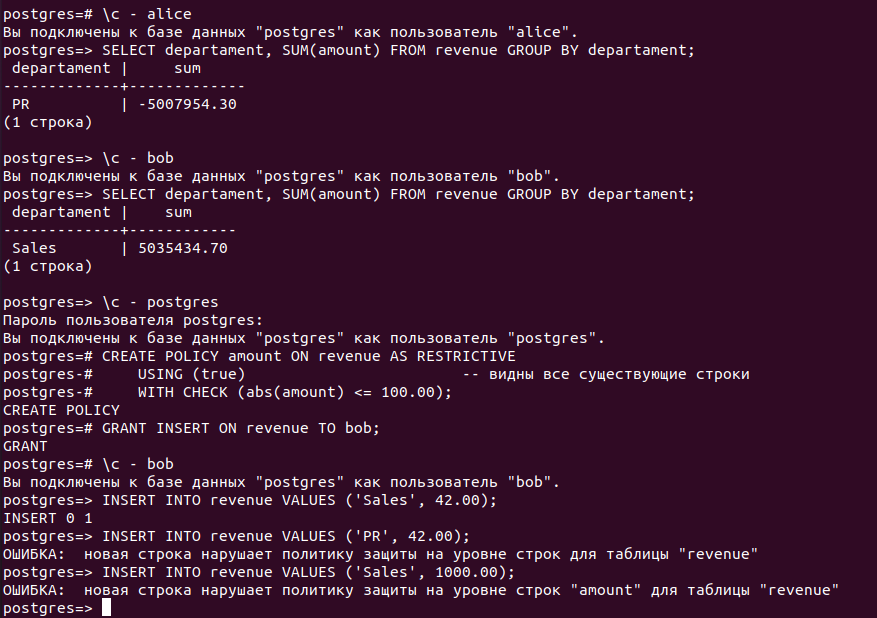 postgres=# \c - alice
Вы подключены к базе данных "postgres" как пользователь "alice".
postgres=> SELECT departament, SUM(amount) FROM revenue GROUP BY departament;
 departament |     sum
-------------+-------------
 PR          | -5007954.30
(1 строка)

postgres=> \c - bob
Вы подключены к базе данных "postgres" как пользователь "bob".
postgres=> SELECT departament, SUM(amount) FROM revenue GROUP BY departament;
 departament |    sum
-------------+------------
 Sales       | 5035434.70
(1 строка)

postgres=> \c - postgres
Пароль пользователя postgres:
Вы подключены к базе данных "postgres" как пользователь "postgres".
postgres=# CREATE POLICY amount ON revenue AS RESTRICTIVE
postgres-#     USING (true)                        -- видны все существующие строки
postgres-#     WITH CHECK (abs(amount) <= 100.00);
CREATE POLICY
postgres=# GRANT INSERT ON revenue TO bob;
GRANT
postgres=# \c - bob
Вы подключены к базе данных "postgres" как пользователь "bob".
postgres=> INSERT INTO revenue VALUES ('Sales', 42.00);
INSERT 0 1
postgres=> INSERT INTO revenue VALUES ('PR', 42.00);
ОШИБКА:  новая строка нарушает политику защиты на уровне строк для таблицы "revenue"
postgres=> INSERT INTO revenue VALUES ('Sales', 1000.00);
ОШИБКА:  новая строка нарушает политику защиты на уровне строк "amount" для таблицы "revenue"
postgres=>